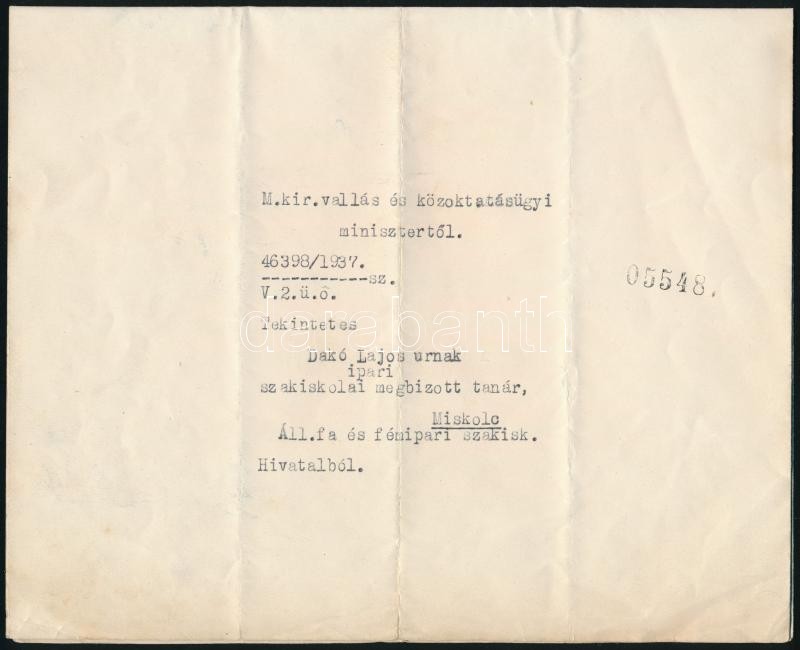 M.kir.vallás és közoktatásügyi
minisztertől.
46398/1937.
-----------sz.
V.2.ü.ô.
05548.
Tekintetes
darabanth
Dakó Lajos urnak
ipari
szakiskolai megbizott tanár,
Miskolc
Áll.fa és fémipari szakisk.
Hivatalból.